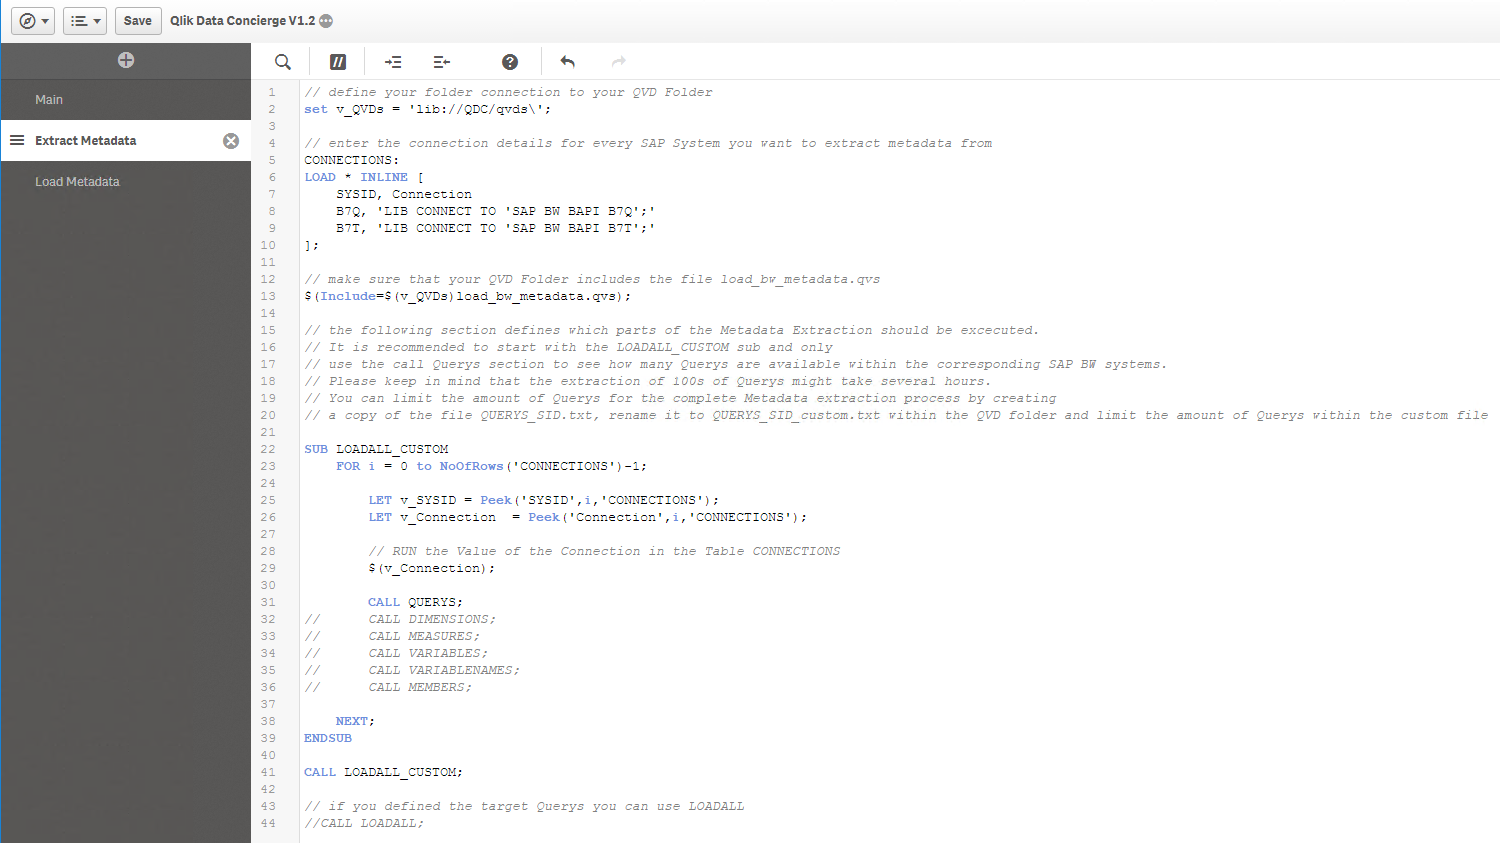 Save Qlik Data Concierge V1.2
Main
Extract Metadata
Load Metadata
1 // define your folder connection to your QVD Folder
2 set v_QVDs = 'lib://QDC/qvds\';
3
4 // enter the connection details for every SAP System you want to extract metadata from
5 CONNECTIONS:
6 LOAD * INLINE [
7 SYSID, Connection
8 B7Q, 'LIB CONNECT TO 'SAP BW BAPI B7Q';'
9 B7T, 'LIB CONNECT TO 'SAP BW BAPI B7T';'
10 ];
11
12 // make sure that your QVD Folder includes the file load_bw_metadata.qvs
13 $(Include=$(v_QVDs)load_bw_metadata.qvs);
14
15 // the following section defines which parts of the Metadata Extraction should be excecuted.
16 // It is recommended to start with the LOADALL_CUSTOM sub and only
17 // use the call Querys section to see how many Querys are available within the corresponding SAP BW systems.
18 // Please keep in mind that the extraction of 100s of Querys might take several hours.
19 // You can limit the amount of Querys for the complete Metadata extraction process by creating
20 // a copy of the file QUERYS_SID.txt, rename it to QUERYS_SID_custom.txt within the QVD folder and limit the amount of Querys within the custom file
21
22 SUB LOADALL_CUSTOM
23 FOR i = 0 to NoOfRows('CONNECTIONS')-1;
24
25 LET v_SYSID = Peek('SYSID',i,'CONNECTIONS');
26 LET v_Connection = Peek('Connection',i,'CONNECTIONS');
27
28 // RUN the Value of the Connection in the Table CONNECTIONS
29 $(v_Connection);
30
31 CALL QUERYS;
32 // CALL DIMENSIONS;
33 // CALL MEASURES;
34 // CALL VARIABLES;
35 // CALL VARIABLENAMES;
36 // CALL MEMBERS;
37
38 NEXT;
39 ENDSUB
40
41 CALL LOADALL_CUSTOM;
42
43 // if you defined the target Querys you can use LOADALL
44 //CALL LOADALL;